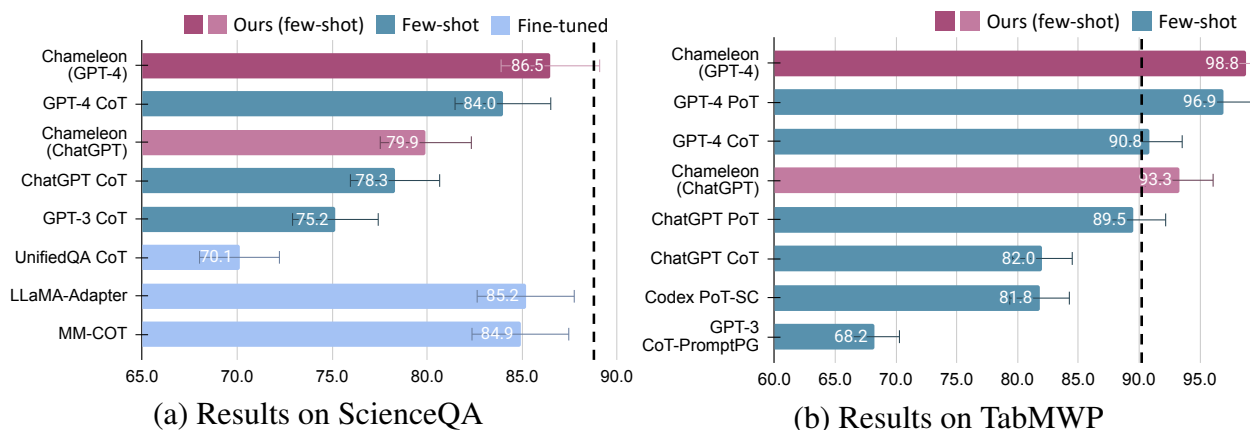 Ours (few-shot) Few-shot Fine-tuned
Chameleon
(GPT-4)
86.5
GPT-4 CoT
84.0
Chameleon
(ChatGPT)
79.9
ChatGPT CoT
78.3
GPT-3 CoT
75.2
UnifiedQA CoT
70.1
LLaMA-Adapter
85.2
MM-COT
84.9
65.0 70.0 75.0 80.0 85.0 90.0
(a) Results on ScienceQA
Ours (few-shot) Few-shot
Chameleon
(GPT-4)
98.8
GPT-4 PoT
96.9
GPT-4 CoT
90.8
Chameleon
(ChatGPT)
93.3
ChatGPT PoT
89.5
ChatGPT CoT
82.0
Codex PoT-SC
81.8
GPT-3
CoT-PromptPG
68.2
60.0 65.0 70.0 75.0 80.0 85.0 90.0 95.0
(b) Results on TabMWP